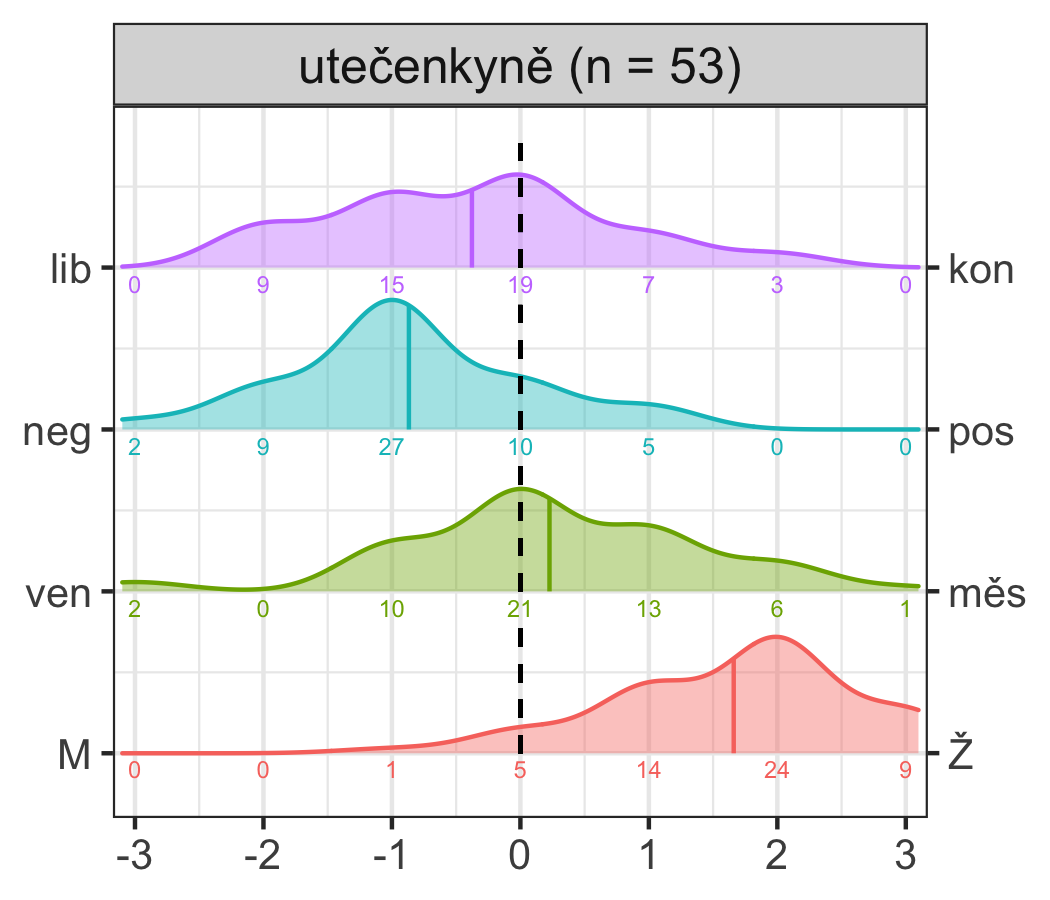 utečenkyně (n = 53)
lib kon
0 9 15 19 7 3 0
neg pos
2 9 27 10 5 0 0
ven měs
2 0 10 21 13 6 1
M Ž
0 0 1 5 14 24 9
-3 -2 -1 0 1 2 3